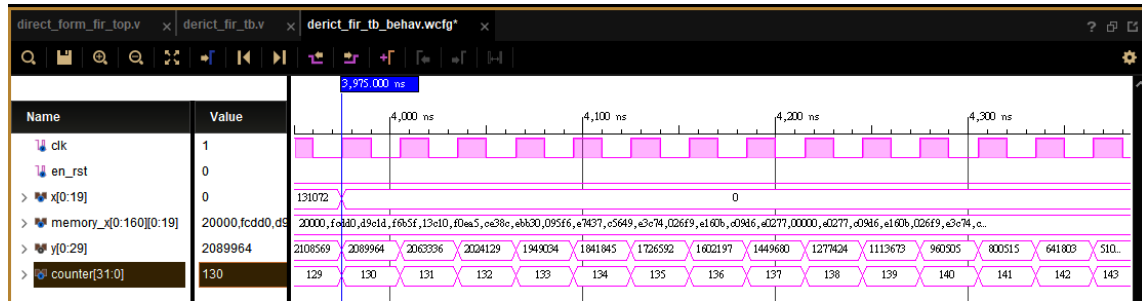 direct_form_fir_top.v × derict_fir_tb.v × derict_fir_tb_behav.wcfg* ×
3,975.000 ns
Name Value 4,000 ns 4,100 ns 4,200 ns 4,300 ns
clk 1
en_rst 0
x[0:19] 0 131072 0
memory_x[0:160][0:19] 20000,fcdd0,d9 20000,fcdd0,d9c1d,f6b5f,13c10,f0ea5,ce38c,ebb30,095f6,e7437,c5649,e3c74,026f9,e160b,c09d6,e0277,00000,e0277,c09d6,e160b,026f9,e3c74,c...
y[0:29] 2089964 2108569 2089964 2063336 2024129 1949034 1841845 1726592 1602197 1449680 1277424 1113673 960505 800515 641803 510...
counter[31:0] 130 129 130 131 132 133 134 135 136 137 138 139 140 141 142 143